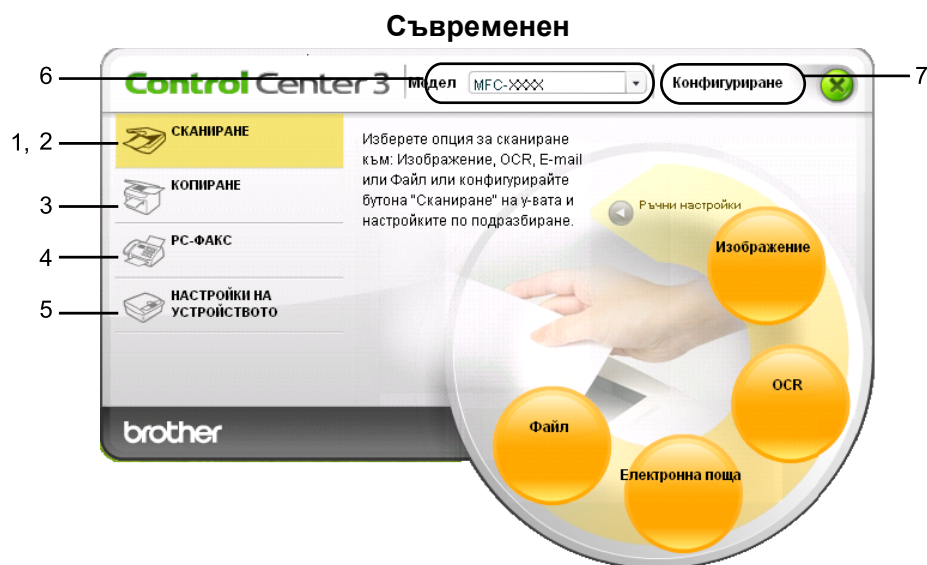 Съвременен
6
Control Center 3
Модел
MFC-XXXX
Конфигуриране
7
1, 2
СКАНИРАНЕ
3
КОПИРАНЕ
4
PC-ФАКС
5
НАСТРОЙКИ НА
УСТРОЙСТВОТО
Изберете опция за сканиране
към: Изображение, OCR, E-mail
или Файл или конфигурирайте
бутона "Сканиране" на у-вата и
настройките по подразбиране.
Ръчни настройки
Изображение
OCR
Електронна поща
Файл
brother